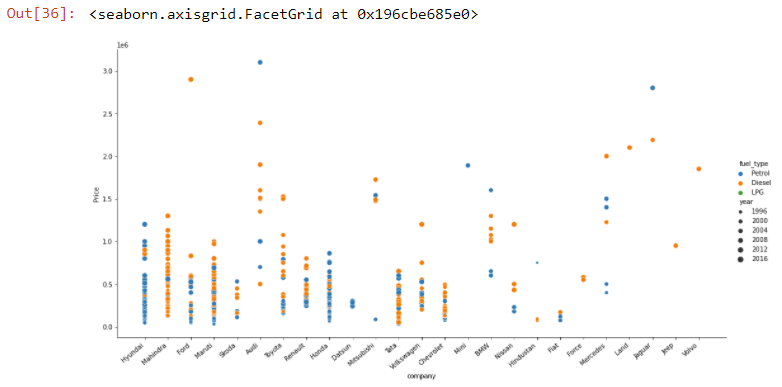 Out[36]: <seaborn.axisgrid.FacetGrid at 0x196cbe685e0>
1e6
3.0
2.5
2.0
1.5
1.0
0.5
0.0
Price
Hyundai
Mahindra
Ford
Maruti
Skoda
Audi
Toyota
Renault
Honda
Datsun
Mitsubishi
Tata
Volkswagen
Chevrolet
Mini
BMW
Nissan
Hindustan
Fiat
Force
Mercedes
Land
Jaguar
Jeep
Volvo
company
fuel_type
Petrol
Diesel
LPG
year
1996
2000
2004
2008
2012
2016